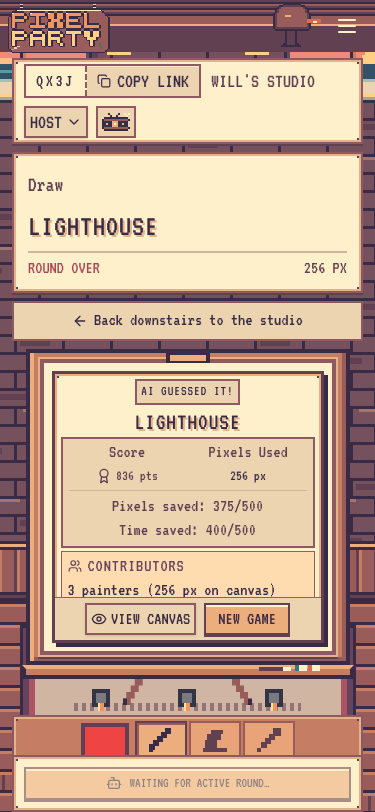 PIXEL
PARTY
QX3J COPY LINK WILL'S STUDIO
HOST
Draw
LIGHTHOUSE
ROUND OVER 256 PX
← Back downstairs to the studio
AI GUESSED IT!
LIGHTHOUSE
Score Pixels Used
836 pts 256 px
Pixels saved: 375/500
Time saved: 400/500
CONTRIBUTORS
3 painters (256 px on canvas)
VIEW CANVAS NEW GAME
WAITING FOR ACTIVE ROUND…